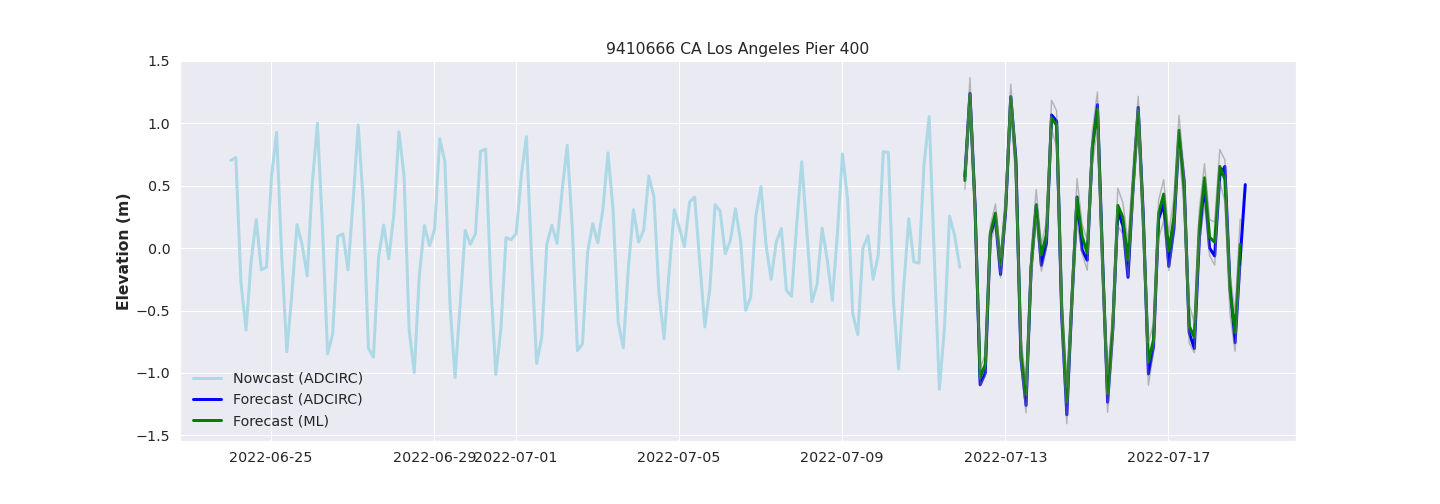 9410666 CA Los Angeles Pier 400
Elevation (m)
1.5
1.0
0.5
0.0
−0.5
−1.0
−1.5
Nowcast (ADCIRC)
Forecast (ADCIRC)
Forecast (ML)
2022-06-25 2022-06-29 2022-07-01 2022-07-05 2022-07-09 2022-07-13 2022-07-17